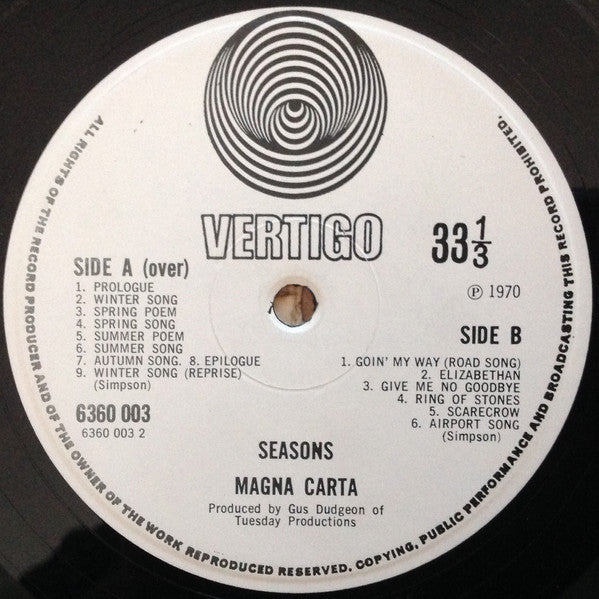 VERTIGO
33 1/3
SIDE A (over)
1. PROLOGUE
2. WINTER SONG
3. SPRING POEM
4. SPRING SONG
5. SUMMER POEM
6. SUMMER SONG
7. AUTUMN SONG. 8. EPILOGUE
9. WINTER SONG (REPRISE)
(Simpson)
6360 003
6360 003 2
Ⓟ 1970
SIDE B
1. GOIN' MY WAY (ROAD SONG)
2. ELIZABETHAN
3. GIVE ME NO GOODBYE
4. RING OF STONES
5. SCARECROW
6. AIRPORT SONG
(Simpson)
SEASONS
MAGNA CARTA
Produced by Gus Dudgeon of
Tuesday Productions
ALL RIGHTS OF THE RECORD PRODUCER AND OF THE OWNER OF THE WORK REPRODUCED RESERVED. COPYING, PUBLIC PERFORMANCE AND BROADCASTING THIS RECORD PROHIBITED.